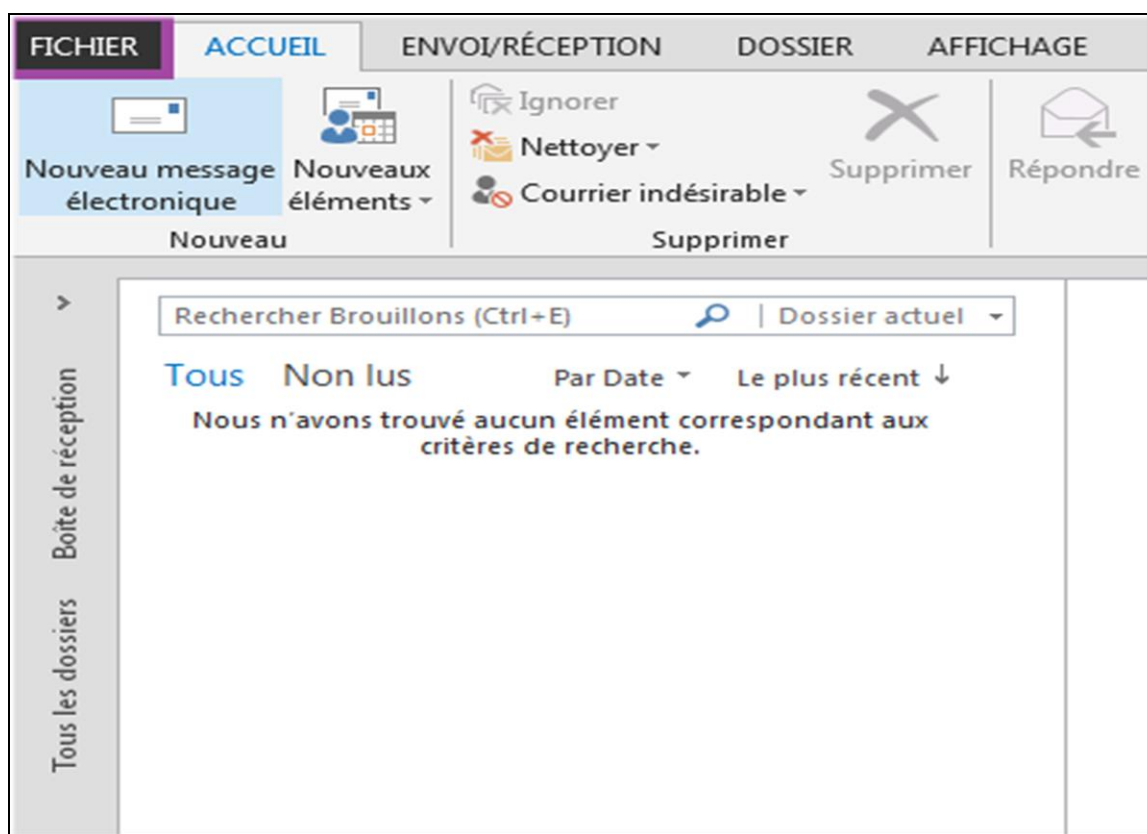 FICHIER ACCUEIL ENVOI/RÉCEPTION DOSSIER AFFICHAGE
Nouveau message
électronique
Nouveaux
éléments
Nouveau
Ignorer
Nettoyer
Courrier indésirable
Supprimer
Supprimer
Répondre
Rechercher Brouillons (Ctrl+E) Dossier actuel
Tous Non lus Par Date Le plus récent
Nous n'avons trouvé aucun élément correspondant aux
critères de recherche.
Boîte de réception
Tous les dossiers